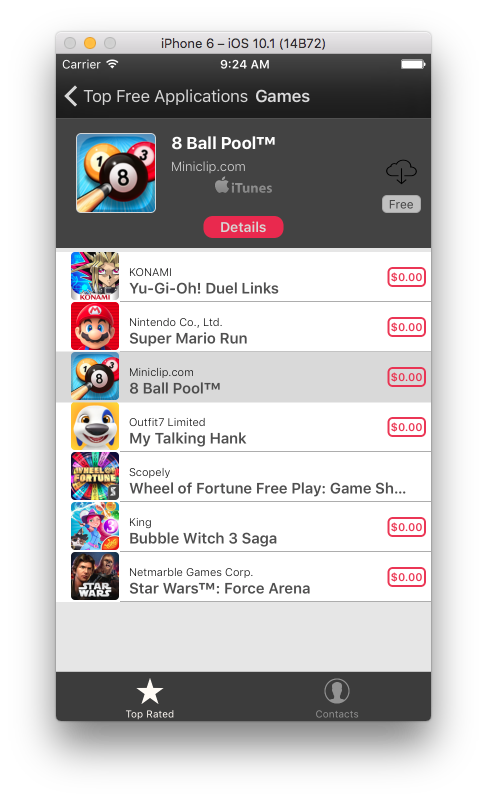 iPhone 6 – iOS 10.1 (14B72)
Carrier 9:24 AM
Top Free Applications Games
8 Ball Pool™
Miniclip.com
iTunes
Free
Details
KONAMI
KONAMI
Yu-Gi-Oh! Duel Links
$0.00
Nintendo Co., Ltd.
Super Mario Run
$0.00
Miniclip.com
8 Ball Pool™
$0.00
Outfit7 Limited
My Talking Hank
$0.00
WHEEL OF
FORTUNE
Scopely
Wheel of Fortune Free Play: Game Sh...
King
Bubble Witch 3 Saga
$0.00
STAR
WARS
Netmarble Games Corp.
Star Wars™: Force Arena
$0.00
Top Rated Contacts